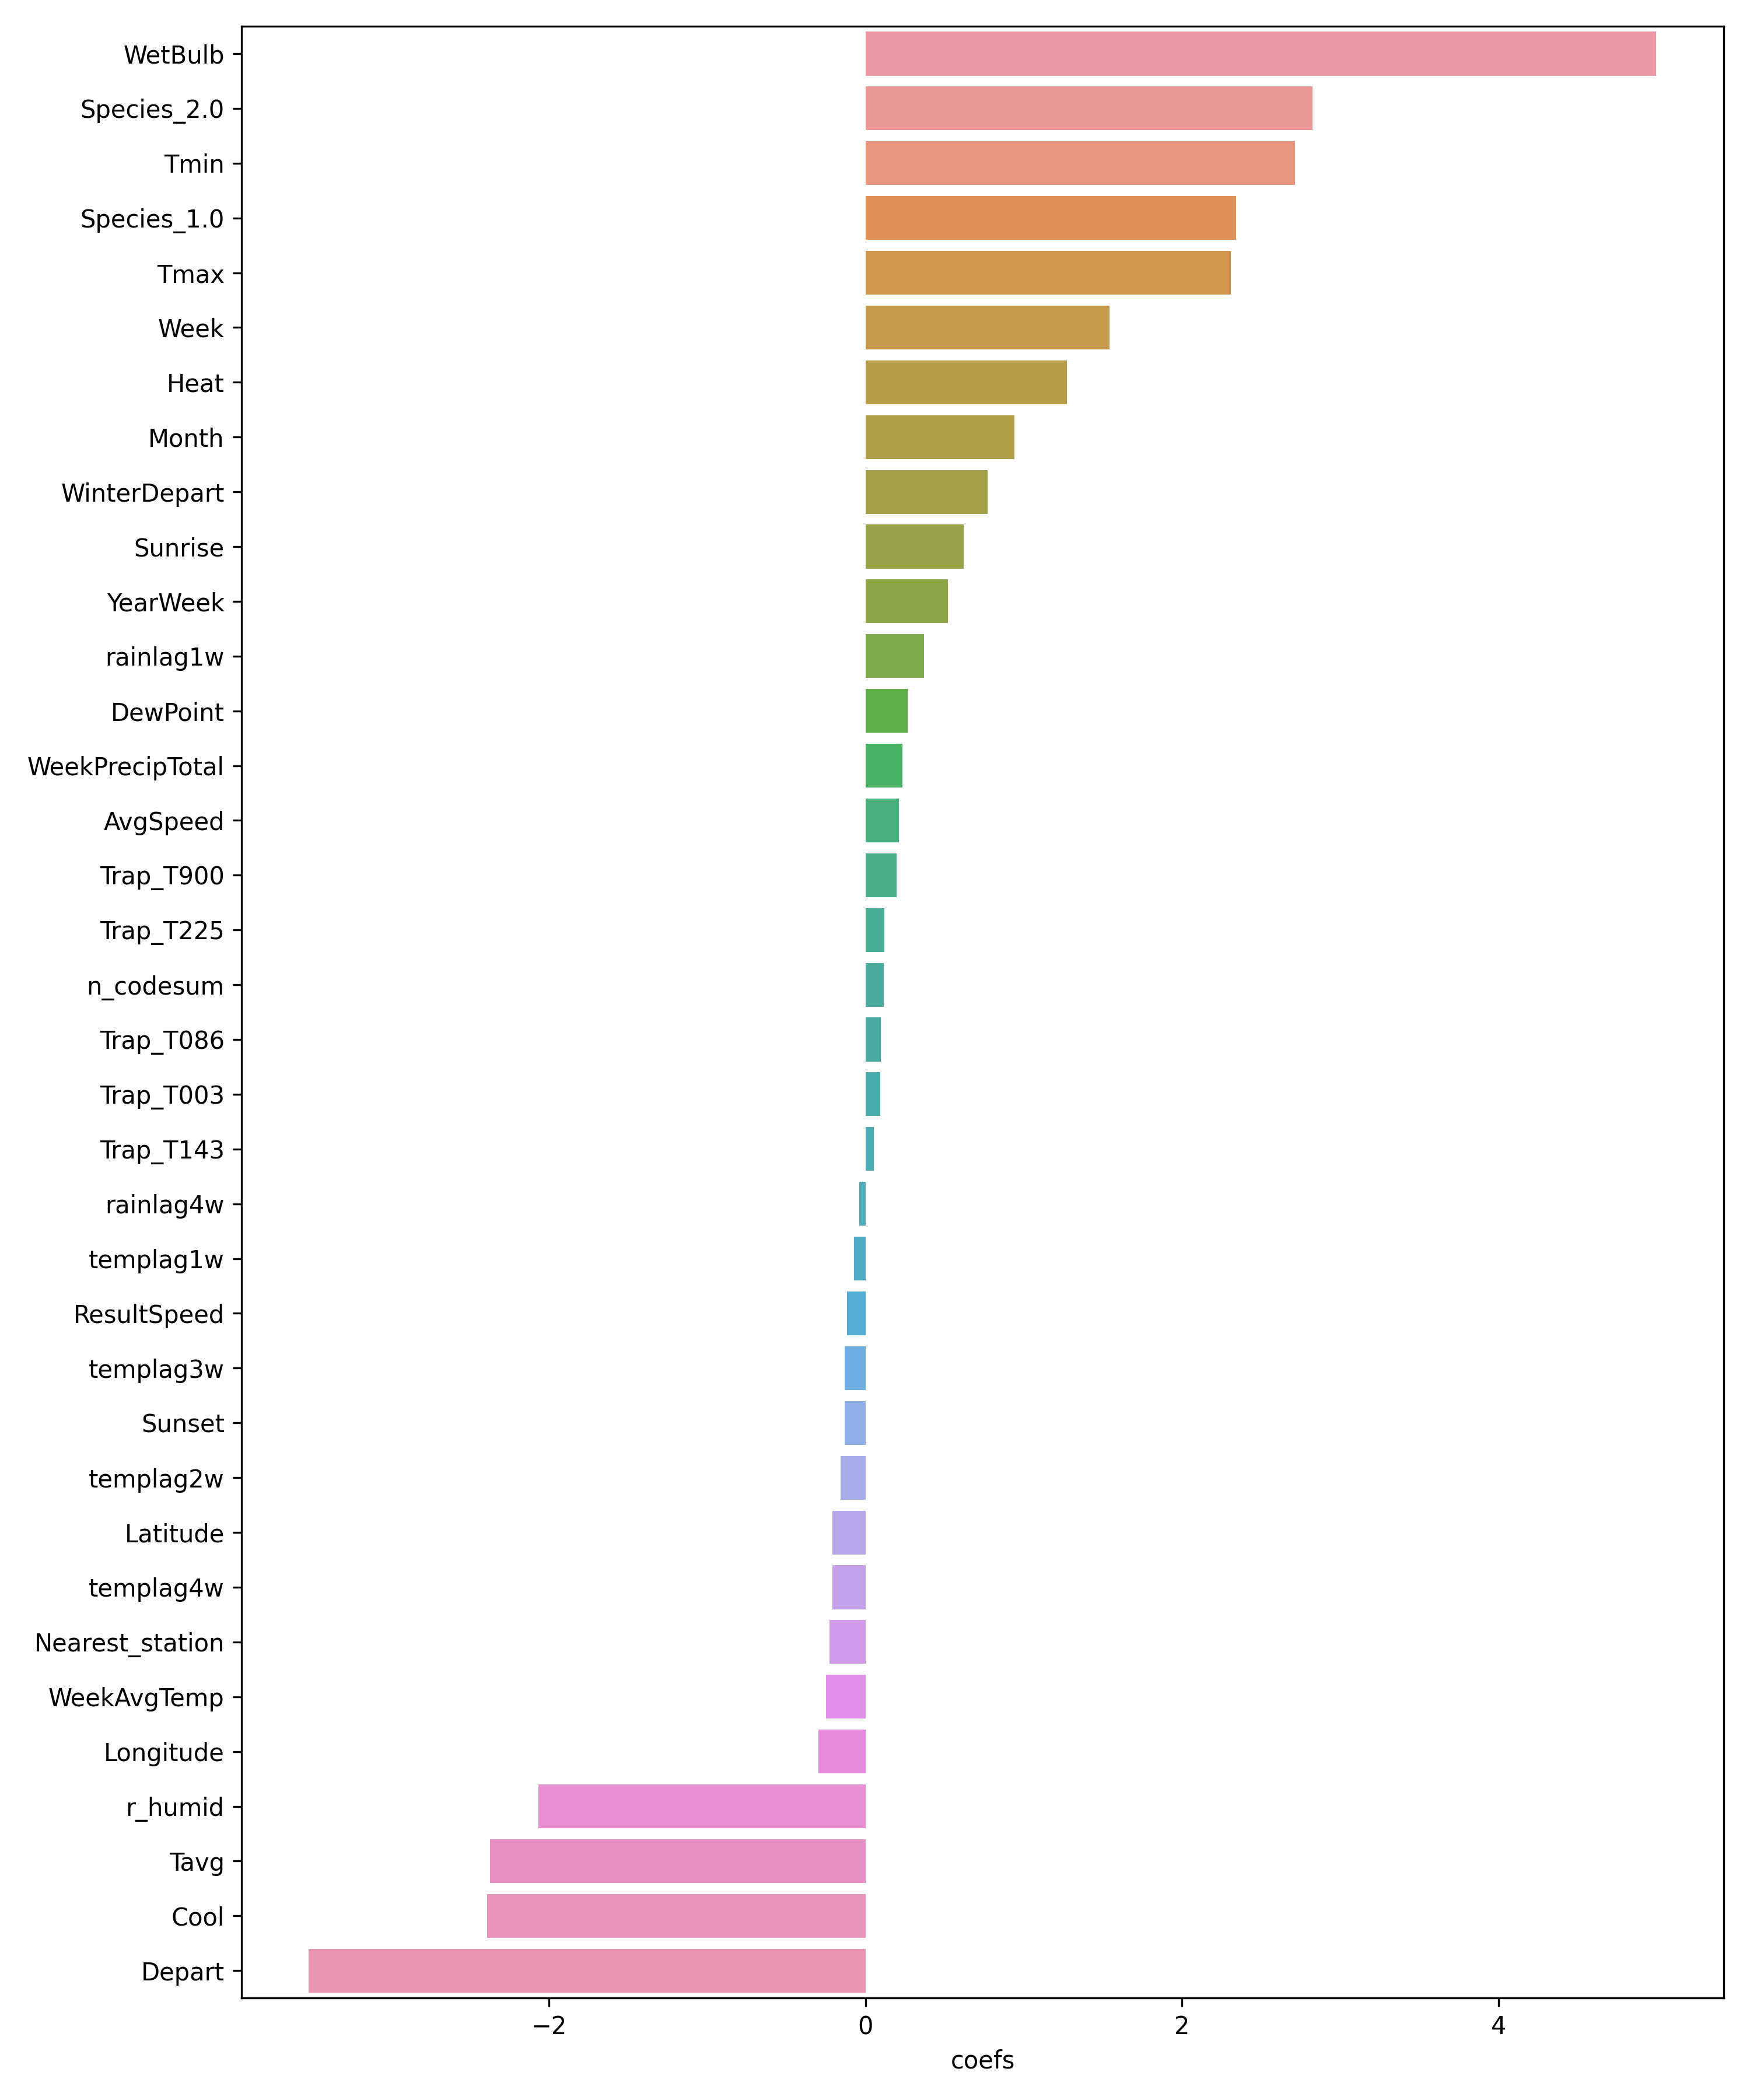 WetBulb
Species_2.0
Tmin
Species_1.0
Tmax
Week
Heat
Month
WinterDepart
Sunrise
YearWeek
rainlag1w
DewPoint
WeekPrecipTotal
AvgSpeed
Trap_T900
Trap_T225
n_codesum
Trap_T086
Trap_T003
Trap_T143
rainlag4w
templag1w
ResultSpeed
templag3w
Sunset
templag2w
Latitude
templag4w
Nearest_station
WeekAvgTemp
Longitude
r_humid
Tavg
Cool
Depart
−2 0 2 4
coefs